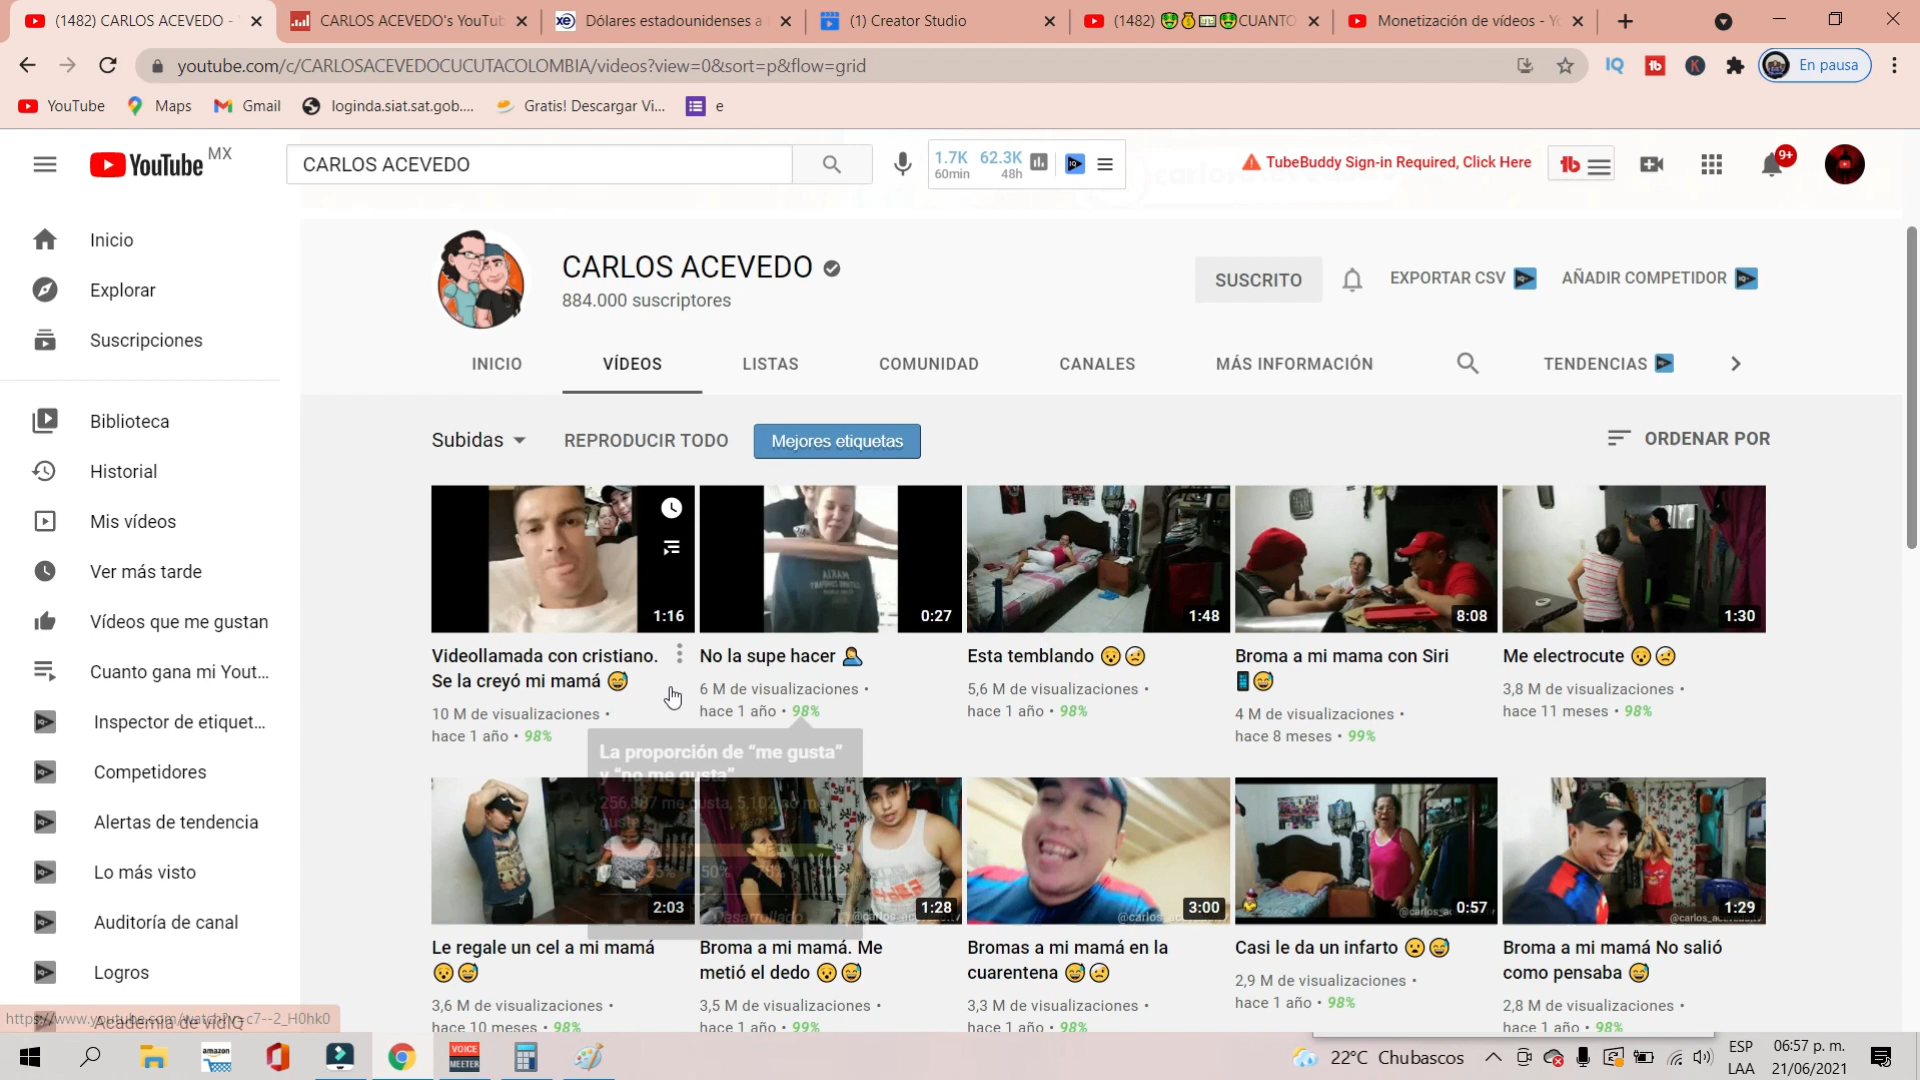 (1482) CARLOS ACEVEDO -
CARLOS ACEVEDO's YouTub
Dólares estadounidenses a
(1) Creator Studio
(1482) 🤑💰💵🤑CUANTO
Monetización de vídeos - Yo
youtube.com/c/CARLOSACEVEDOCUCUTACOLOMBIA/videos?view=0&sort=p&flow=grid
En pausa
YouTube
Maps
Gmail
loginda.siat.sat.gob....
Gratis! Descargar Vi...
e
YouTube MX
CARLOS ACEVEDO
1.7K 62.3K
60min 48h
TubeBuddy Sign-in Required, Click Here
9+
Inicio
Explorar
Suscripciones
Biblioteca
Historial
Mis vídeos
Ver más tarde
Vídeos que me gustan
Cuanto gana mi Yout...
Inspector de etiquet...
Competidores
Alertas de tendencia
Lo más visto
Auditoría de canal
Logros
Academia de vidIQ
CARLOS ACEVEDO
884.000 suscriptores
SUSCRITO
EXPORTAR CSV
AÑADIR COMPETIDOR
INICIO
VÍDEOS
LISTAS
COMUNIDAD
CANALES
MÁS INFORMACIÓN
TENDENCIAS
Subidas
REPRODUCIR TODO
Mejores etiquetas
ORDENAR POR
1:16
Videollamada con cristiano.
Se la creyó mi mamá 😅
10 M de visualizaciones •
hace 1 año • 98%
0:27
No la supe hacer 🤦
6 M de visualizaciones •
hace 1 año • 98%
1:48
Esta temblando 😯😥
5,6 M de visualizaciones •
hace 1 año • 98%
8:08
Broma a mi mama con Siri
📱😅
4 M de visualizaciones •
hace 8 meses • 99%
1:30
Me electrocute 😯😥
3,8 M de visualizaciones •
hace 11 meses • 98%
La proporción de “me gusta”
y “no me gusta”
2:03
Le regale un cel a mi mamá
😯😅
3,6 M de visualizaciones •
hace 10 meses • 98%
1:28
Broma a mi mamá. Me
metió el dedo 😯😅
3,5 M de visualizaciones •
hace 1 año • 99%
3:00
Bromas a mi mamá en la
cuarentena 😅😥
3,3 M de visualizaciones •
hace 1 año • 98%
0:57
Casi le da un infarto 😯😅
2,9 M de visualizaciones •
hace 1 año • 98%
1:29
Broma a mi mamá No salió
como pensaba 😅
2,8 M de visualizaciones •
hace 1 año • 98%
amazon
VOICE
MEETER
22°C Chubascos
ESP
LAA
06:57 p. m.
21/06/2021